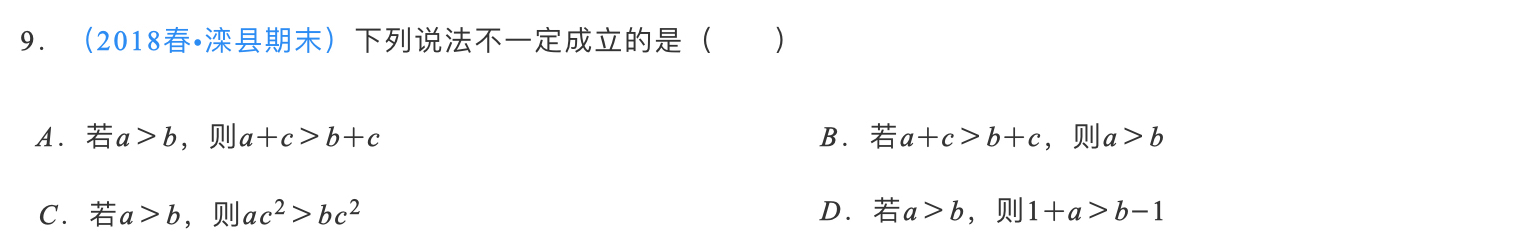 9. （2018春•滦县期末）下列说法不一定成立的是（　　）
A. 若a＞b，则a+c＞b+c
B. 若a+c＞b+c，则a＞b
C. 若a＞b，则ac²＞bc²
D. 若a＞b，则1+a＞b−1